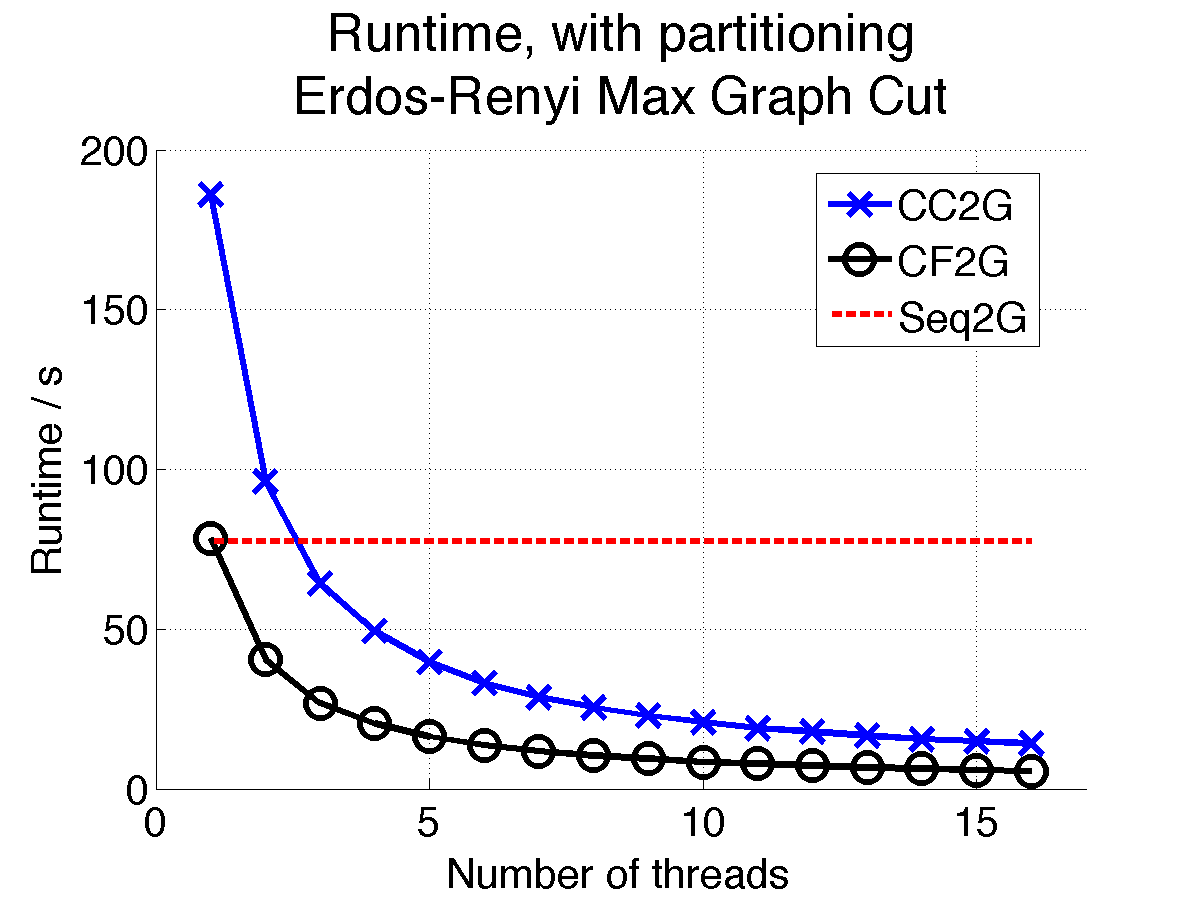 Runtime, with partitioning
Erdos-Renyi Max Graph Cut
200
150
100
50
0
Runtime / s
CC2G
CF2G
Seq2G
0 5 10 15
Number of threads